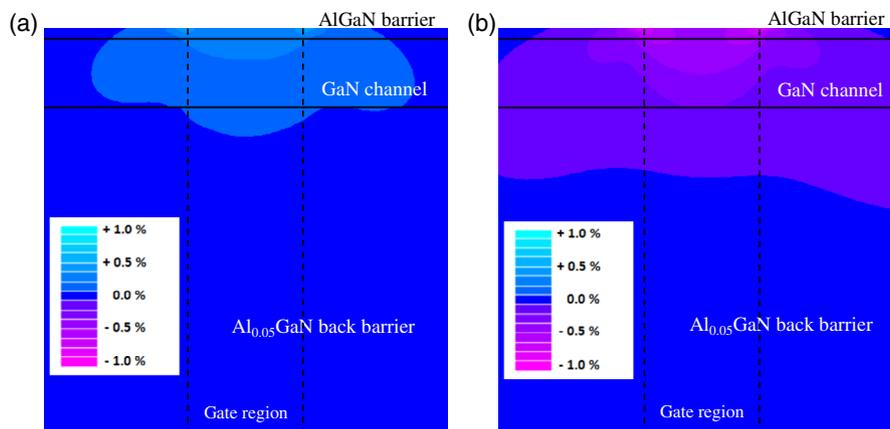 (a)
AlGaN barrier
GaN channel
+ 1.0 %
+ 0.5 %
0.0 %
- 0.5 %
- 1.0 %
Al0.05GaN back barrier
Gate region
(b)
AlGaN barrier
GaN channel
+ 1.0 %
+ 0.5 %
0.0 %
- 0.5 %
- 1.0 %
Al0.05GaN back barrier
Gate region